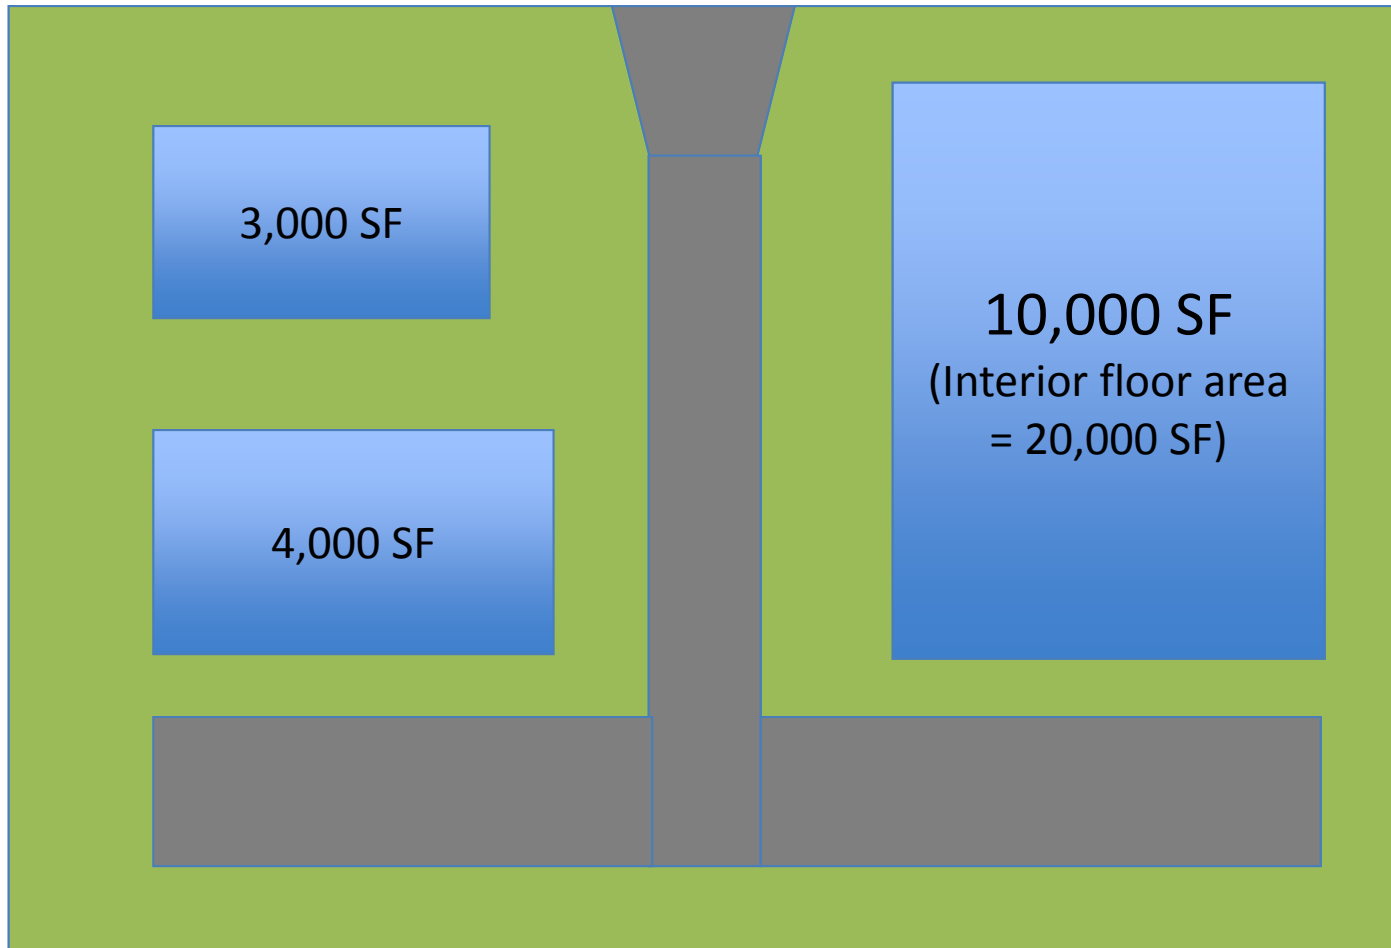 3,000 SF
10,000 SF
(Interior floor area
= 20,000 SF)
4,000 SF